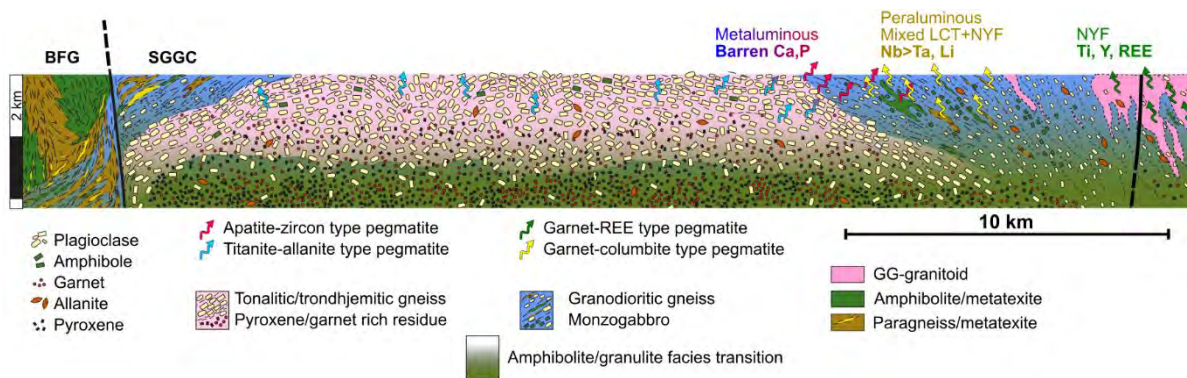 BFG
SGGC
Metaluminous
Barren Ca,P
Peraluminous
Mixed LCT+NYF
Nb>Ta, Li
NYF
Ti, Y, REE
2 km
10 km
Plagioclase
Amphibole
Garnet
Allanite
Pyroxene
Apatite-zircon type pegmatite
Titanite-allanite type pegmatite
Tonalitic/trondhjemitic gneiss
Pyroxene/garnet rich residue
Garnet-REE type pegmatite
Garnet-columbite type pegmatite
Granodioritic gneiss
Monzogabbro
GG-granitoid
Amphibolite/metatexite
Paragneiss/metatexite
Amphibolite/granulite facies transition